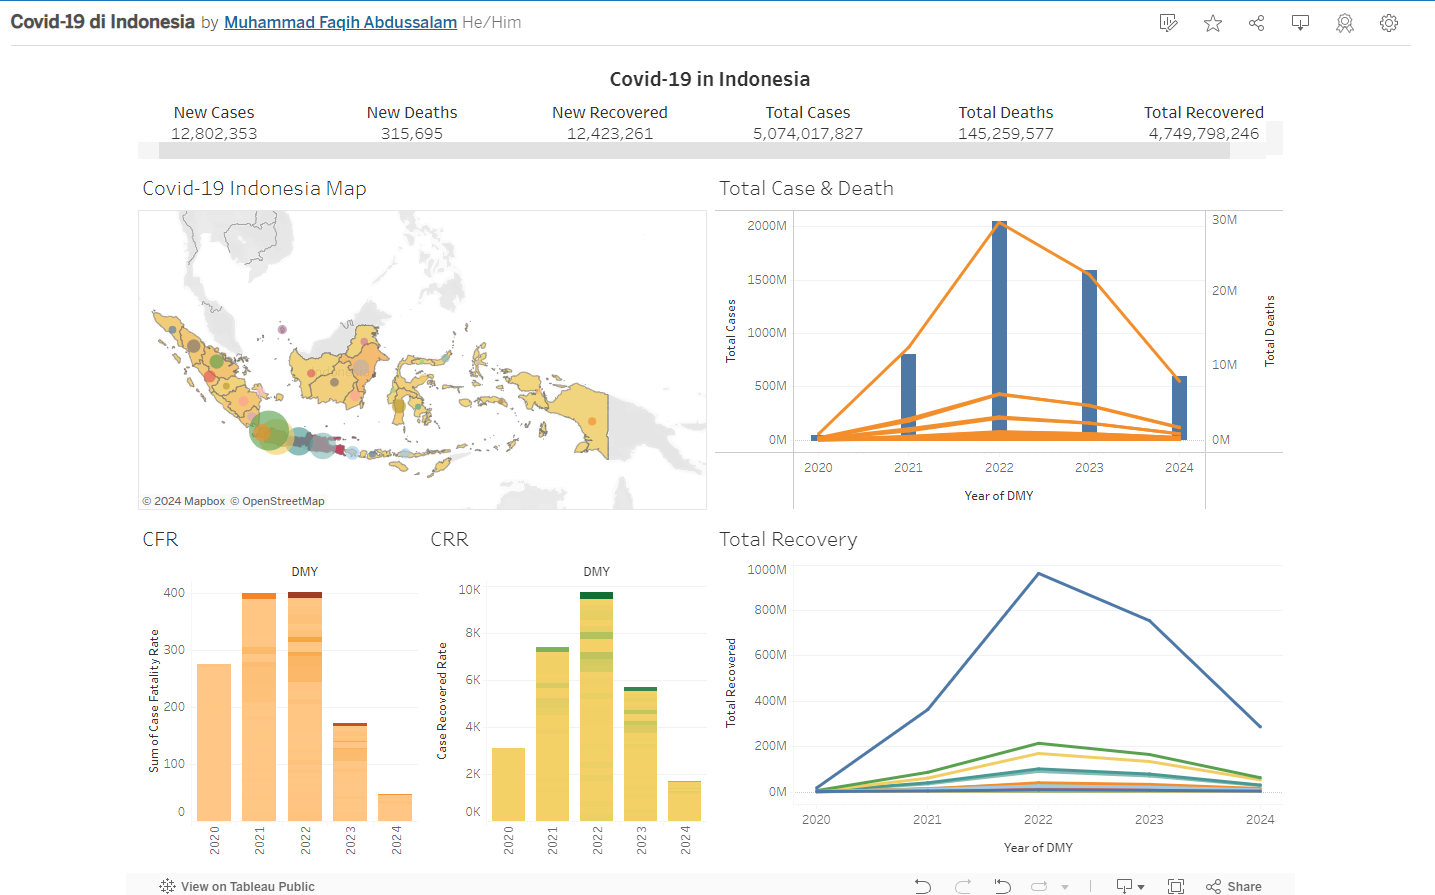 Covid-19 di Indonesia by Muhammad Faqih Abdussalam He/Him
Covid-19 in Indonesia
New Cases New Deaths New Recovered Total Cases Total Deaths Total Recovered
12,802,353 315,695 12,423,261 5,074,017,827 145,259,577 4,749,798,246
Covid-19 Indonesia Map
© 2024 Mapbox © OpenStreetMap
Total Case & Death
Total Cases
2000M
1500M
1000M
500M
0M
30M
20M
10M
0M
Total Deaths
2020 2021 2022 2023 2024
Year of DMY
CFR
DMY
Sum of Case Fatality Rate
400
300
200
100
0
2020 2021 2022 2023 2024
CRR
DMY
Case Recovered Rate
10K
8K
6K
4K
2K
0K
2020 2021 2022 2023 2024
Total Recovery
Total Recovered
1000M
800M
600M
400M
200M
0M
2020 2021 2022 2023 2024
Year of DMY
View on Tableau Public
Share